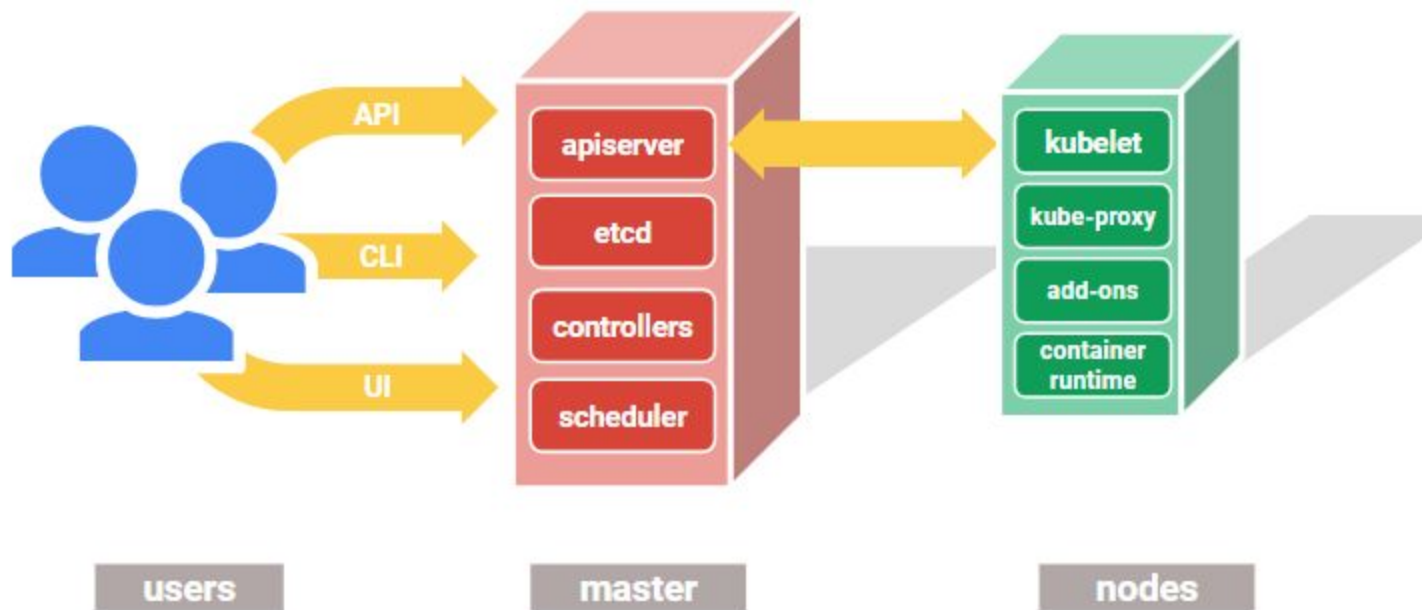 API
CLI
UI
apiserver
etcd
controllers
scheduler
kubelet
kube-proxy
add-ons
container
runtime
users
master
nodes